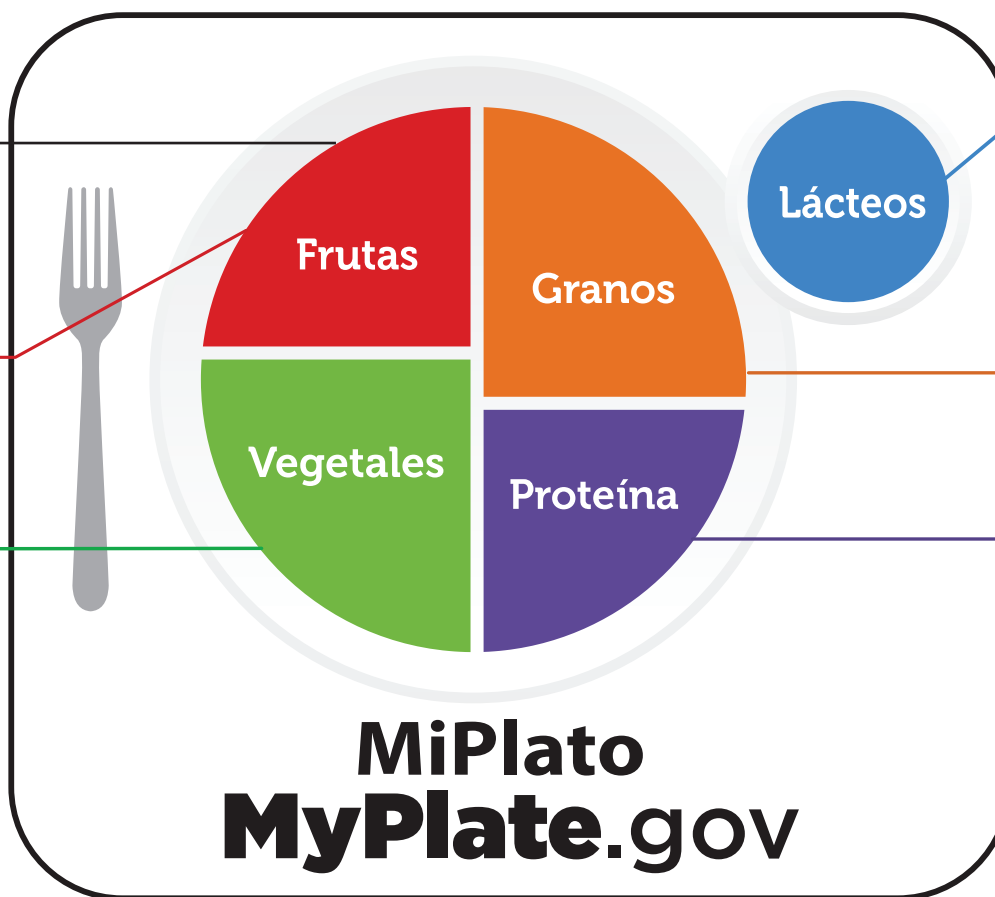 Frutas
Granos
Lácteos
Vegetales
Proteína
MiPlato
MyPlate.gov